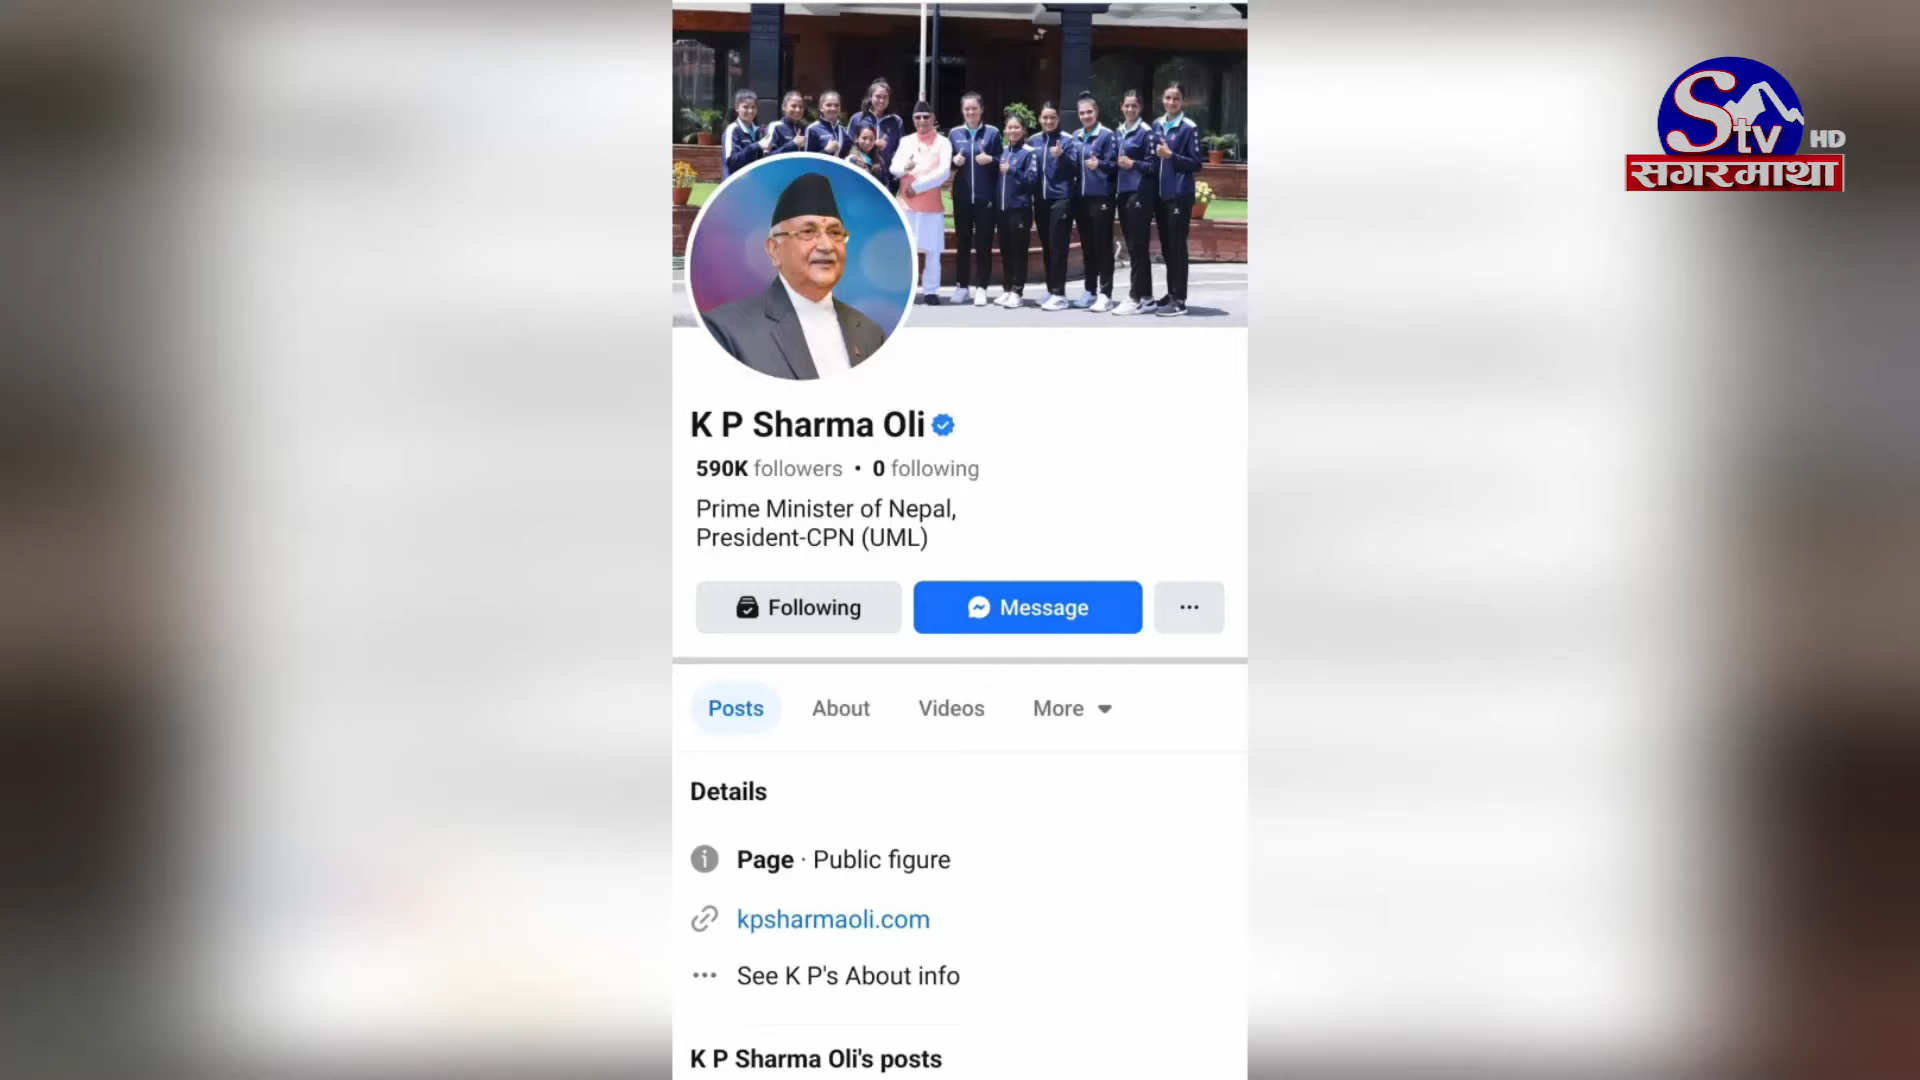 Stv HD
सगरमाथा
K P Sharma Oli
590K followers • 0 following
Prime Minister of Nepal,
President-CPN (UML)
Following
Message
Posts
About
Videos
More
Details
Page · Public figure
kpsharmaoli.com
See K P's About info
K P Sharma Oli's posts